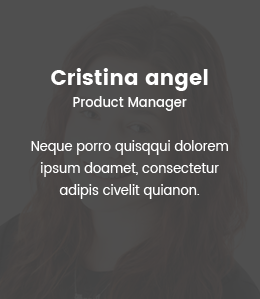 Cristina angel
Product Manager
Neque porro quisqqui dolorem
ipsum doamet, consectetur
adipis civelit quianon.